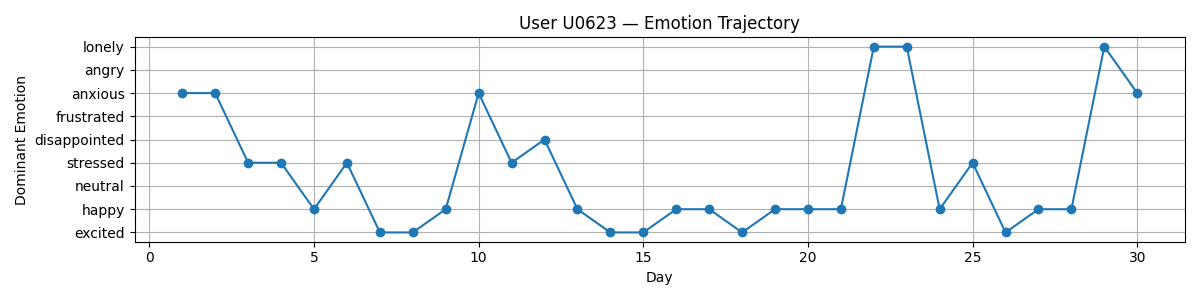 User U0623 — Emotion Trajectory
Dominant Emotion
lonely
angry
anxious
frustrated
disappointed
stressed
neutral
happy
excited
0 5 10 15 20 25 30
Day